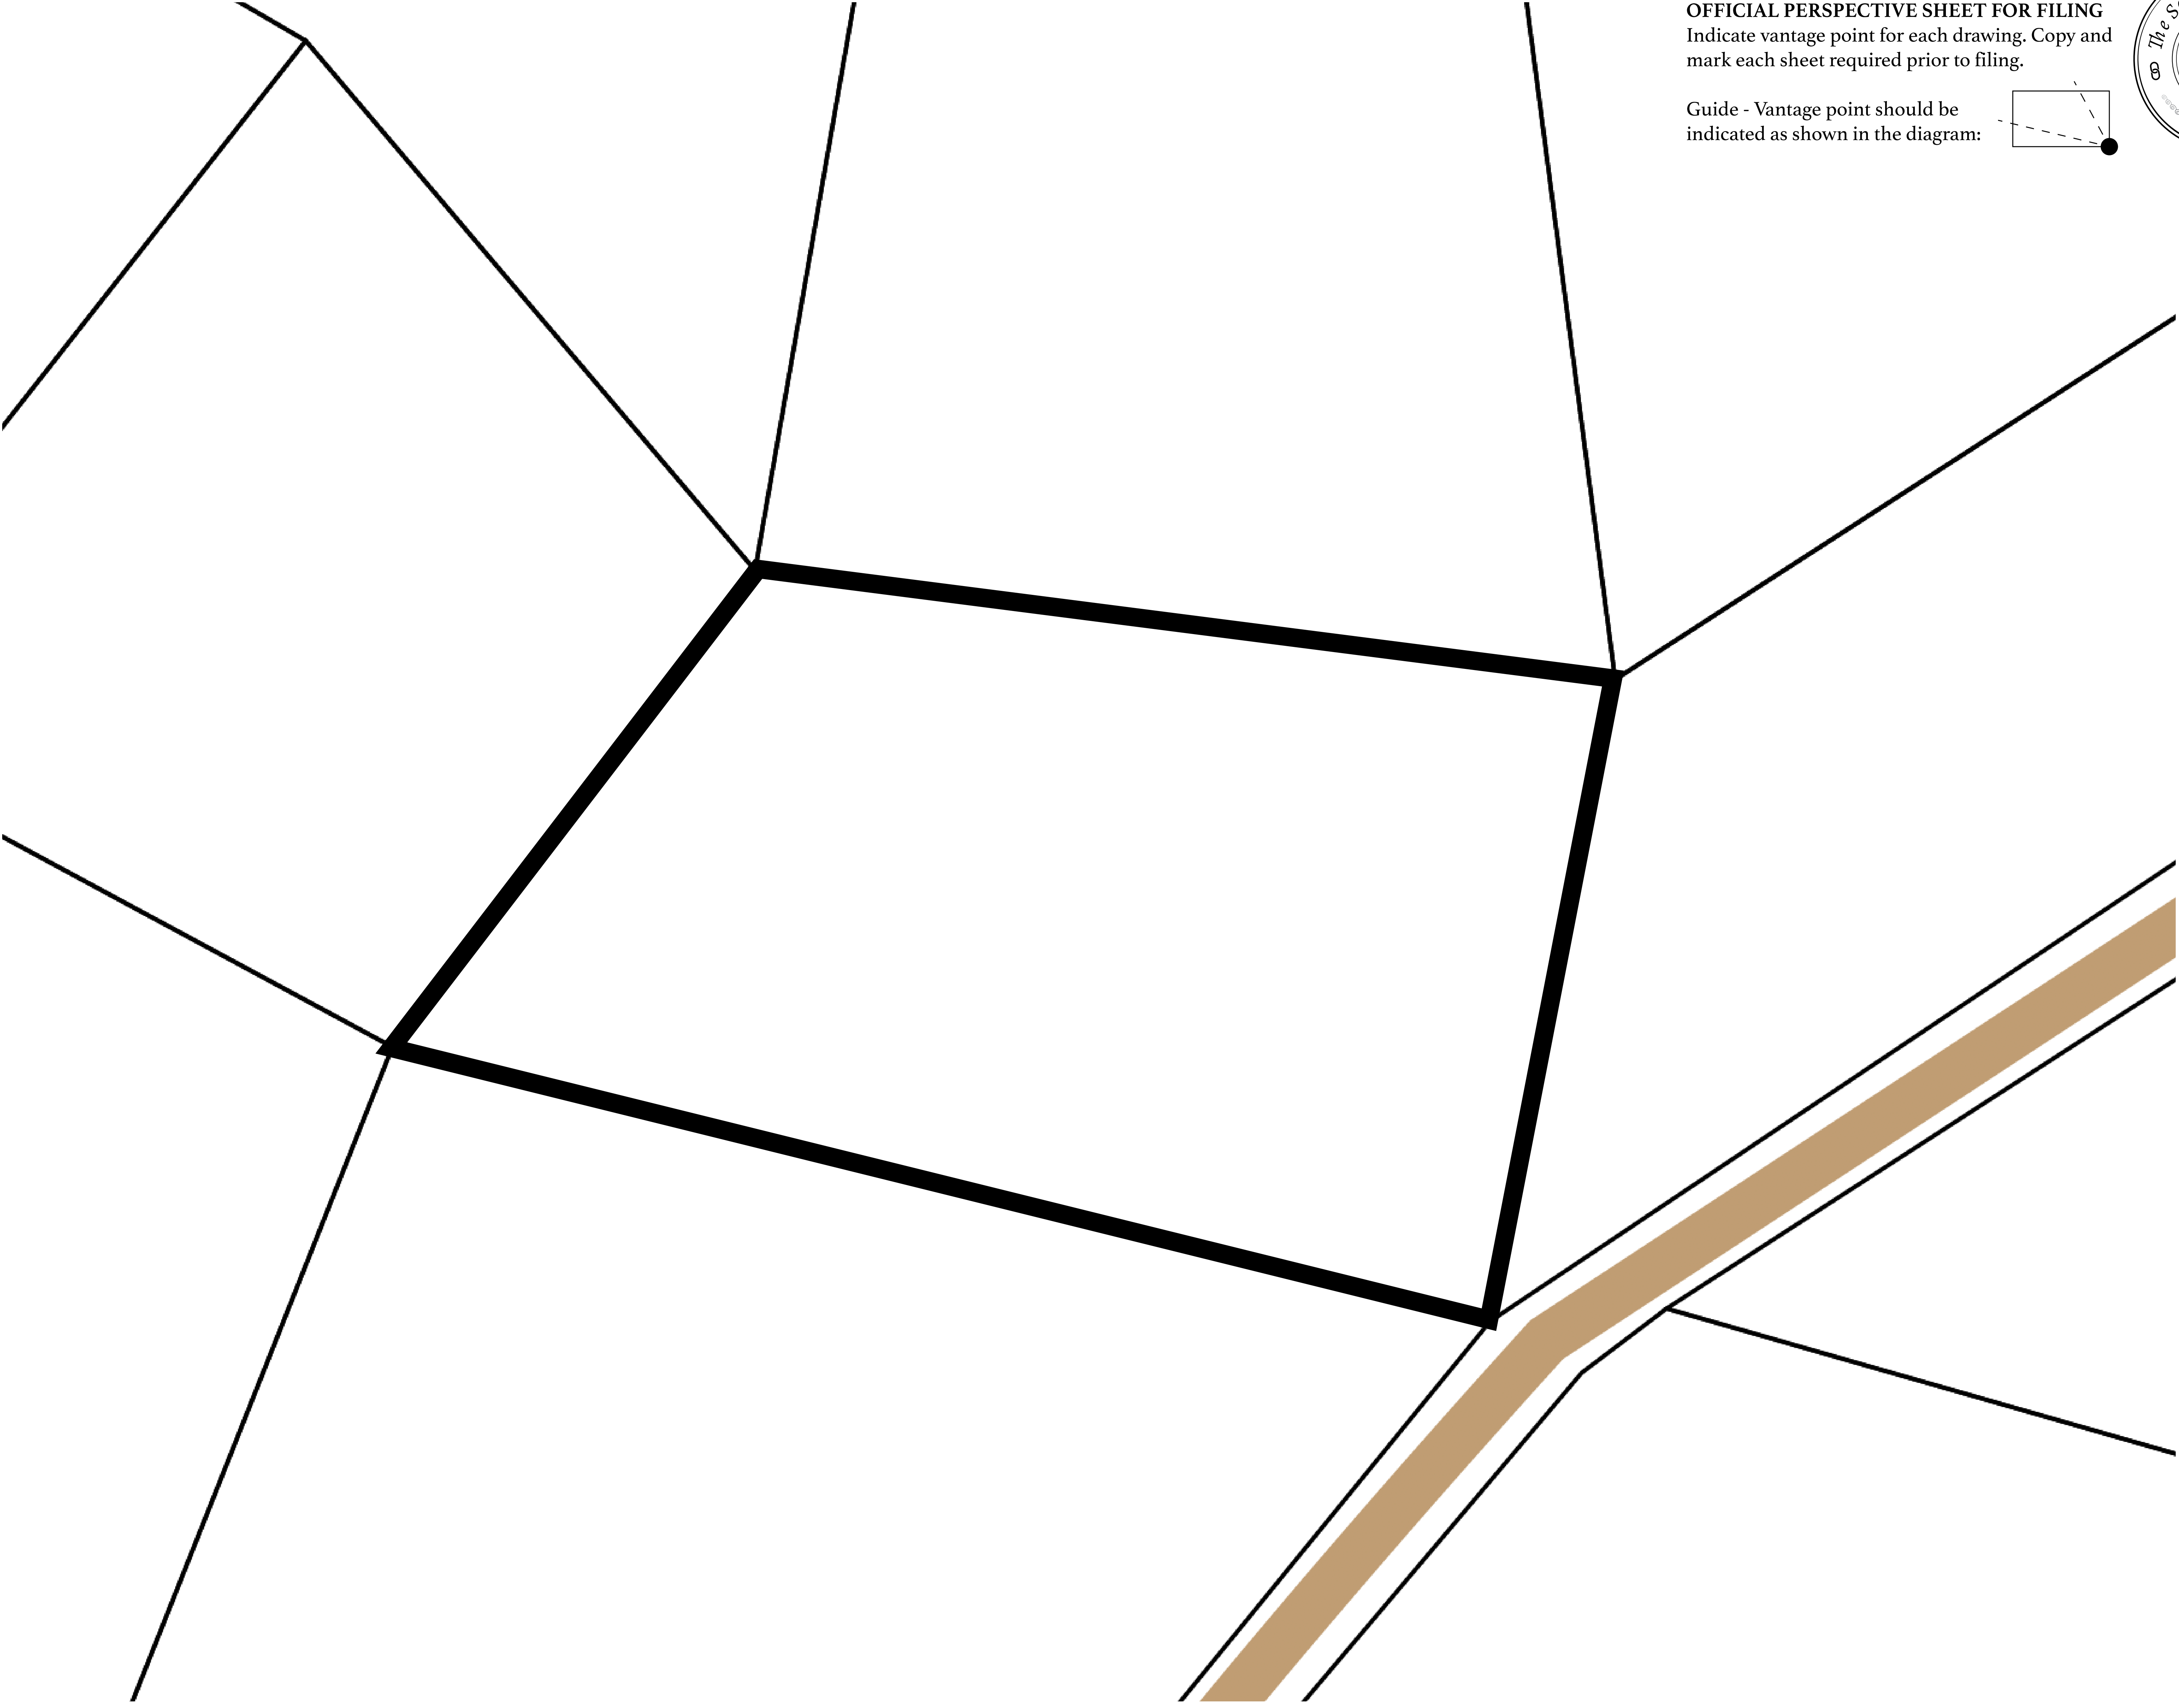 OFFICIAL PERSPECTIVE SHEET FOR FILING
Indicate vantage point for each drawing. Copy and
mark each sheet required prior to filing.
Guide - Vantage point should be
indicated as shown in the diagram:
The